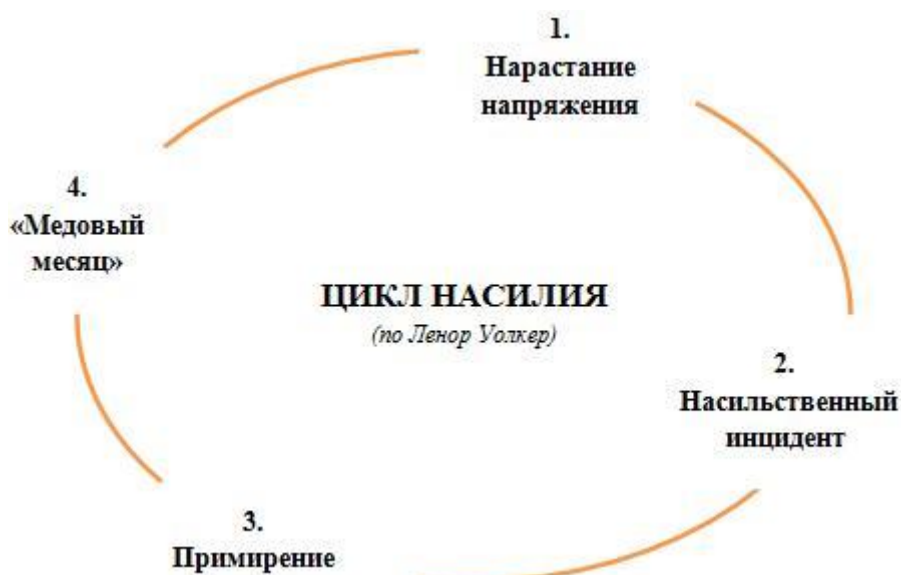 1.
Нарастание
напряжения
4.
«Медовый
месяц»
ЦИКЛ НАСИЛИЯ
(по Ленор Уолкер)
2.
Насильственный
инцидент
3.
Примирение